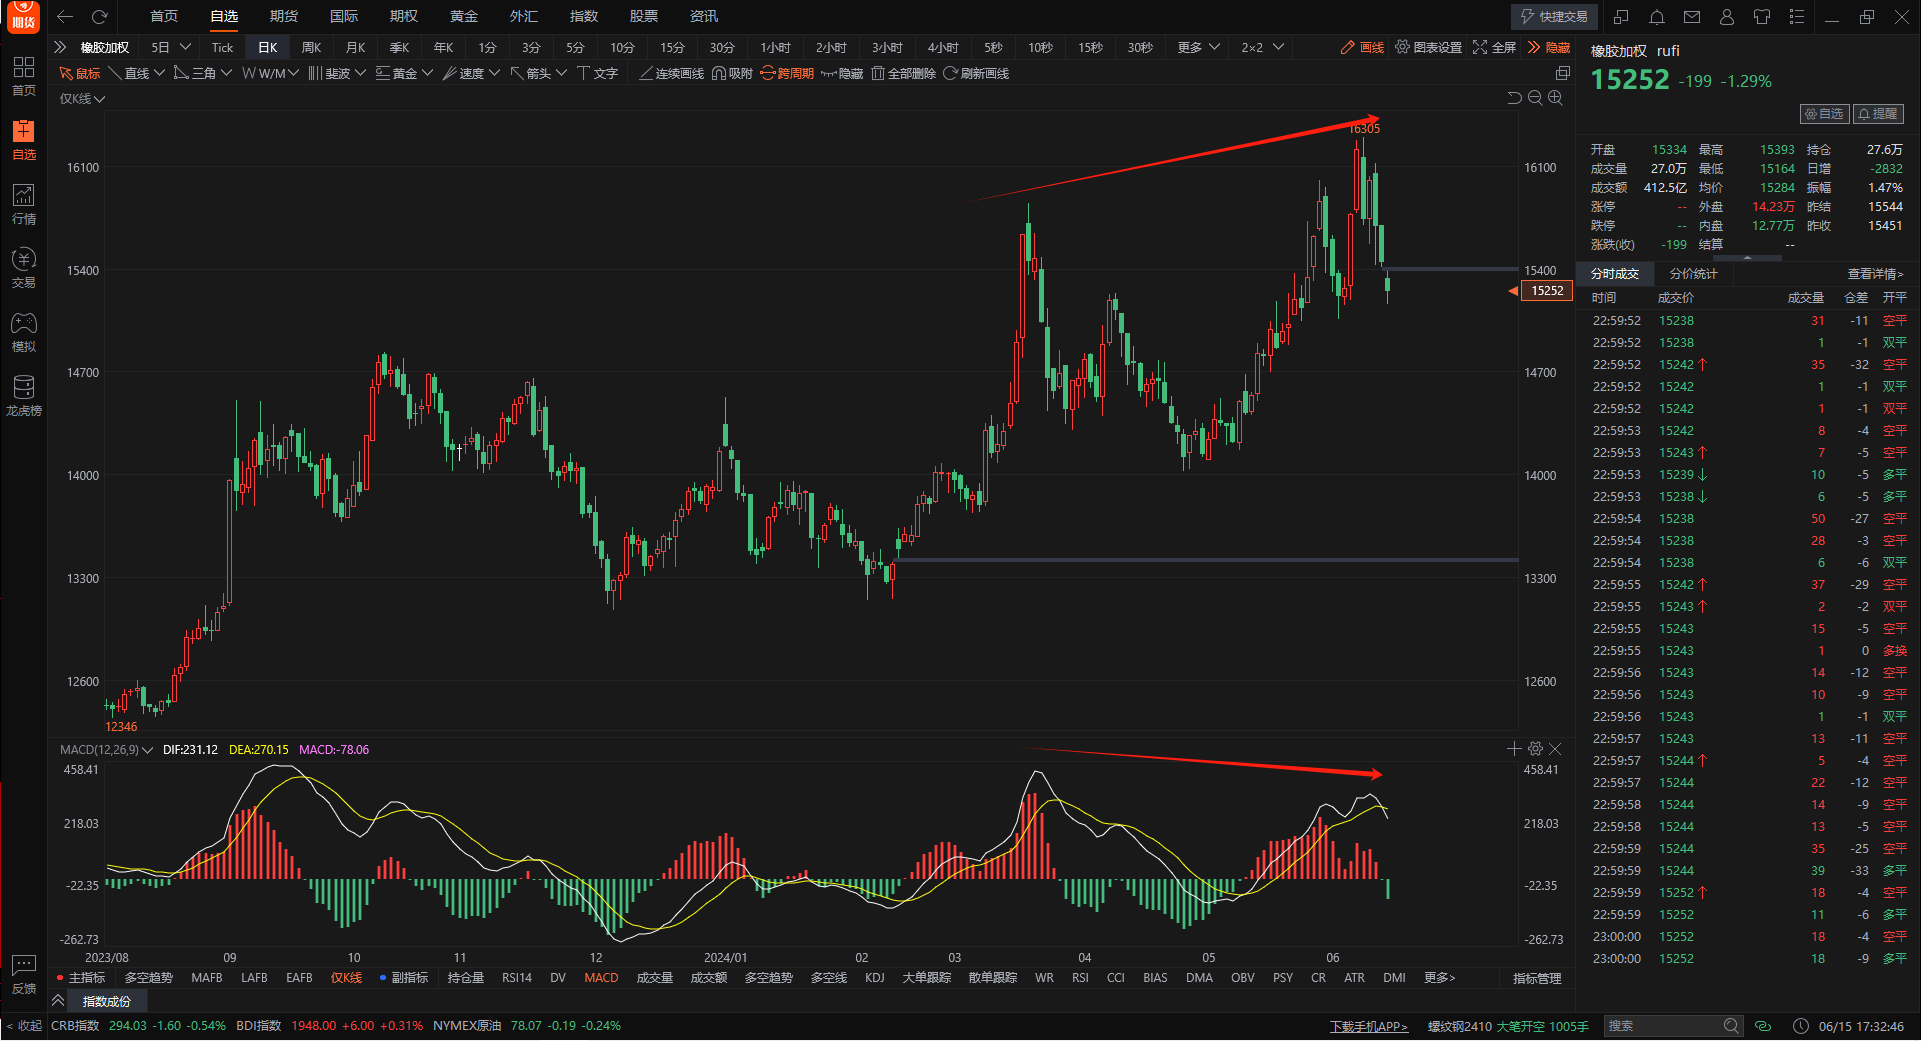 期货
首页 自选 期货 国际 期权 黄金 外汇 指数 股票 资讯 快捷交易
橡胶加权 5日 Tick 日K 周K 月K 季K 年K 1分 3分 5分 10分 15分 30分 1小时 2小时 3小时 4小时 5秒 10秒 15秒 30秒 更多 2×2 画线 图表设置 全屏 隐藏
鼠标 直线 三角 W/M 斐波 黄金 速度 箭头 文字 连续画线 吸附 跨周期 隐藏 全部删除 刷新画线
首页
自选
行情
交易
模拟
龙虎榜
反馈
< 收起
仅K线
16305
16100 16100
15400 15400
15252
14700 14700
14000 14000
13300 13300
12600 12600
12346
MACD(12,26,9) DIF:231.12 DEA:270.15 MACD:-78.06
458.41 458.41
218.03 218.03
-22.35 -22.35
-262.73 -262.73
2023/08 09 10 11 12 2024/01 02 03 04 05 06
主指标 多空趋势 MAFB LAFB EAFB 仅K线 副指标 持仓量 RSI14 DV MACD 成交量 成交额 多空趋势 多空线 KDJ 大单跟踪 散单跟踪 WR RSI CCI BIAS DMA OBV PSY CR ATR DMI 更多> 指标管理
指数成份
橡胶加权 rufi
15252 -199 -1.29%
自选 提醒
开盘 15334 最高 15393 持仓 27.6万
成交量 27.0万 最低 15164 日增 -2832
成交额 412.5亿 均价 15284 振幅 1.47%
涨停 -- 外盘 14.23万 昨结 15544
跌停 -- 内盘 12.77万 昨收 15451
涨跌(收) -199 结算 --
分时成交 分价统计 查看详情>
时间 成交价 成交量 仓差 开平
22:59:52 15238 31 -11 空平
22:59:52 15238 1 -1 双平
22:59:52 15242↑ 35 -32 空平
22:59:52 15242 1 -1 双平
22:59:52 15242 1 -1 双平
22:59:53 15242 8 -4 空平
22:59:53 15243↑ 7 -5 空平
22:59:53 15239↓ 10 -5 多平
22:59:53 15238↓ 6 -5 多平
22:59:54 15238 50 -27 空平
22:59:54 15238 28 -3 空平
22:59:54 15238 6 -6 双平
22:59:55 15242↑ 37 -29 空平
22:59:55 15243↑ 2 -2 双平
22:59:55 15243 15 -5 空平
22:59:55 15243 1 0 多换
22:59:56 15243 14 -12 空平
22:59:56 15243 10 -9 空平
22:59:56 15243 1 -1 双平
22:59:57 15243 13 -11 空平
22:59:57 15244↑ 5 -4 空平
22:59:57 15244 22 -12 空平
22:59:58 15244 14 -9 空平
22:59:58 15244 13 -5 空平
22:59:59 15244 35 -25 空平
22:59:59 15244 39 -33 多平
22:59:59 15252↑ 18 -4 空平
22:59:59 15252 11 -6 多平
23:00:00 15252 18 -4 空平
23:00:00 15252 18 -9 多平
CRB指数 294.03 -1.60 -0.54% BDI指数 1948.00 +6.00 +0.31% NYMEX原油 78.07 -0.19 -0.24% 下载手机APP> 螺纹钢2410 大笔开空 1005手 搜索 06/15 17:32:46